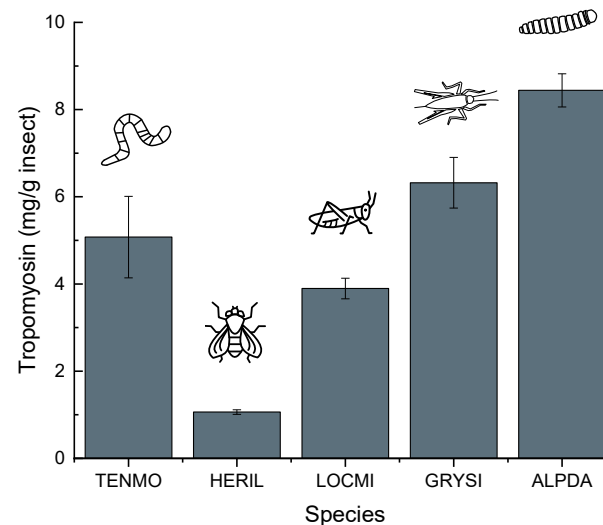 Tropomyosin (mg/g insect)
10
8
6
4
2
0
TENMO HERIL LOCMI GRYSI ALPDA
Species